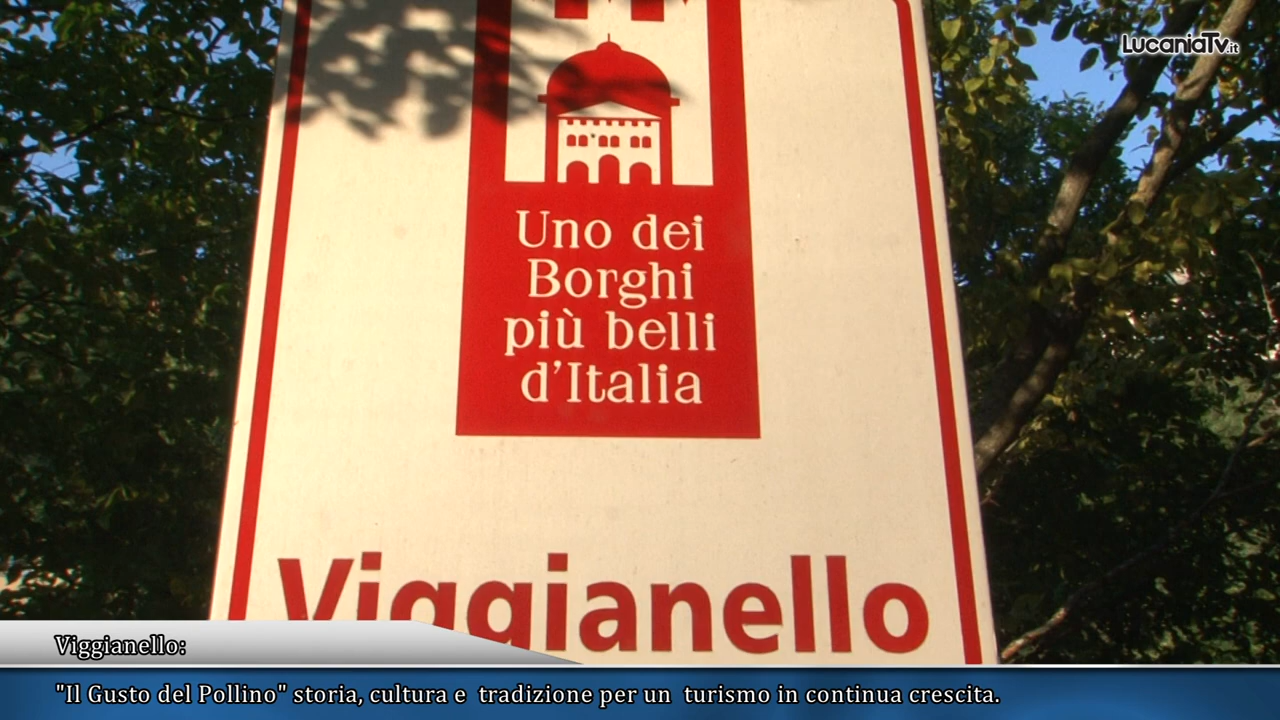 LucaniaTv.it
Uno dei
Borghi
più belli
d'Italia
Viggianello
Viggianello:
"Il Gusto del Pollino" storia, cultura e  tradizione per un  turismo in continua crescita.